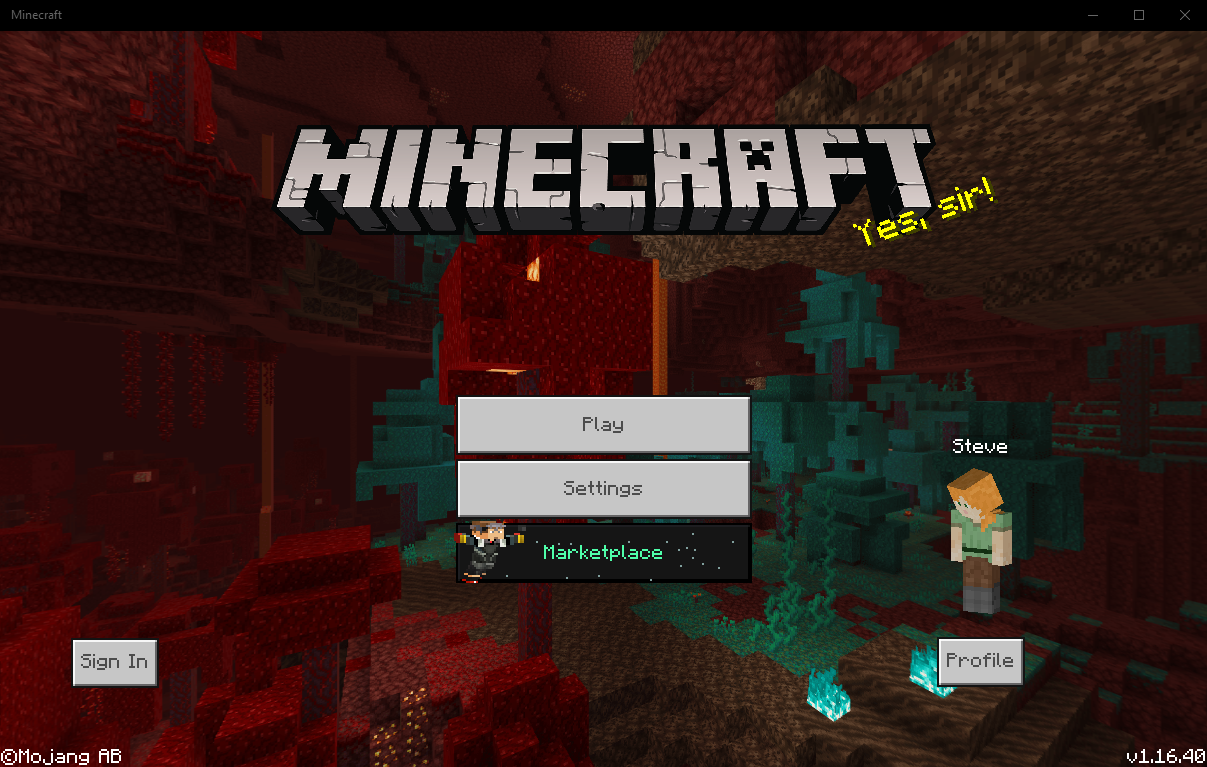 Minecraft
MINECRAFT
Yes, sir!
Play
Settings
Steve
Marketplace
Sign In
Profile
©Mojang AB
v1.16.40